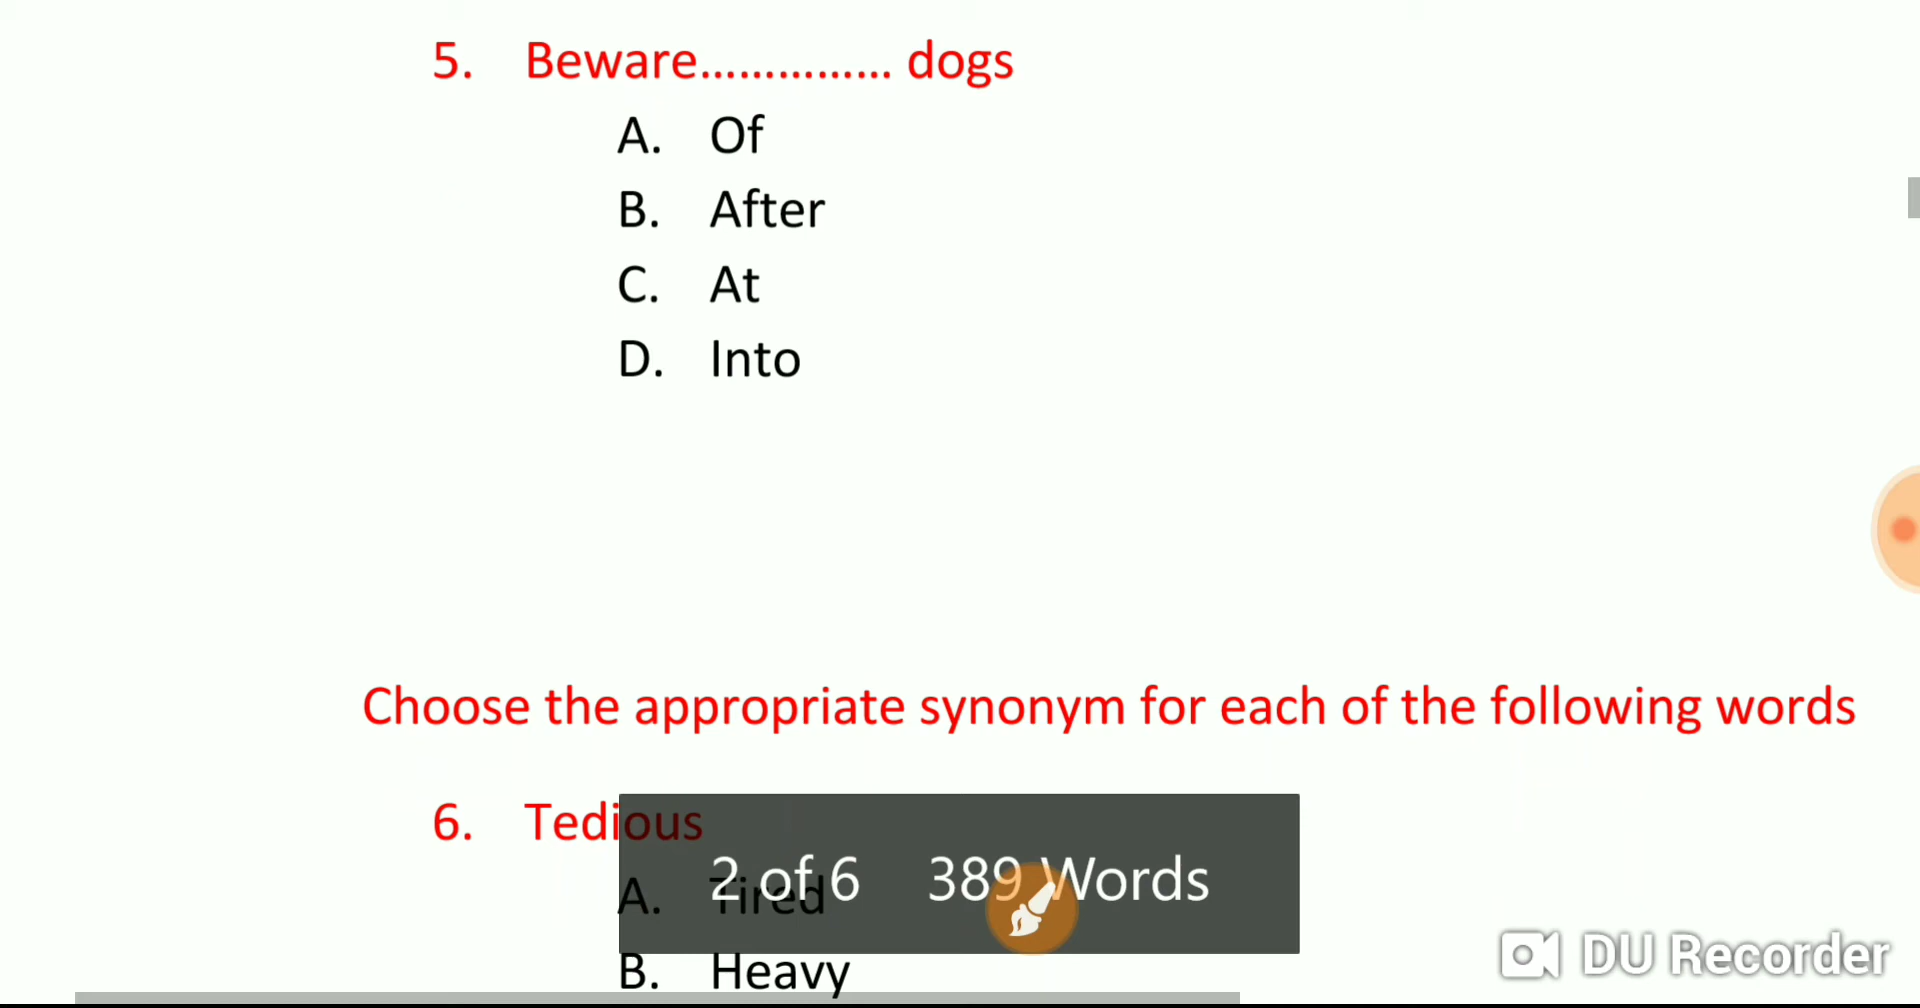 5. Beware............... dogs
A. Of
B. After
C. At
D. Into
Choose the appropriate synonym for each of the following words
6. Tedious
2 of 6 389 Words
A. Tired
B. Heavy
DU Recorder